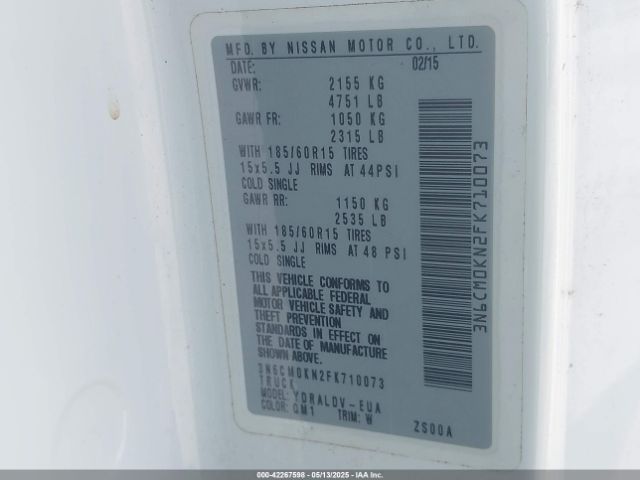 MFD. BY NISSAN MOTOR CO., LTD.
DATE: 02/15
GVWR: 2155 KG
4751 LB
GAWR FR: 1050 KG
2315 LB
WITH 185/60R15 TIRES
15x5.5 JJ RIMS AT 44PSI
COLD SINGLE
GAWR RR: 1150 KG
2535 LB
WITH 185/60R15 TIRES
15x5.5 JJ RIMS AT 48 PSI
COLD SINGLE
THIS VEHICLE CONFORMS TO
ALL APPLICABLE FEDERAL
MOTOR VEHICLE SAFETY AND
THEFT PREVENTION
STANDARDS IN EFFECT ON
THE DATE OF MANUFACTURE
SHOWN ABOVE.
3N6CM0KN2FK710073
TRUCK
MODEL: YDRALDV-EUA
COLOR: QM1 TRIM: W ZS00A
3N6CM0KN2FK710073
000-42267598 - 05/13/2025 - IAA, Inc.